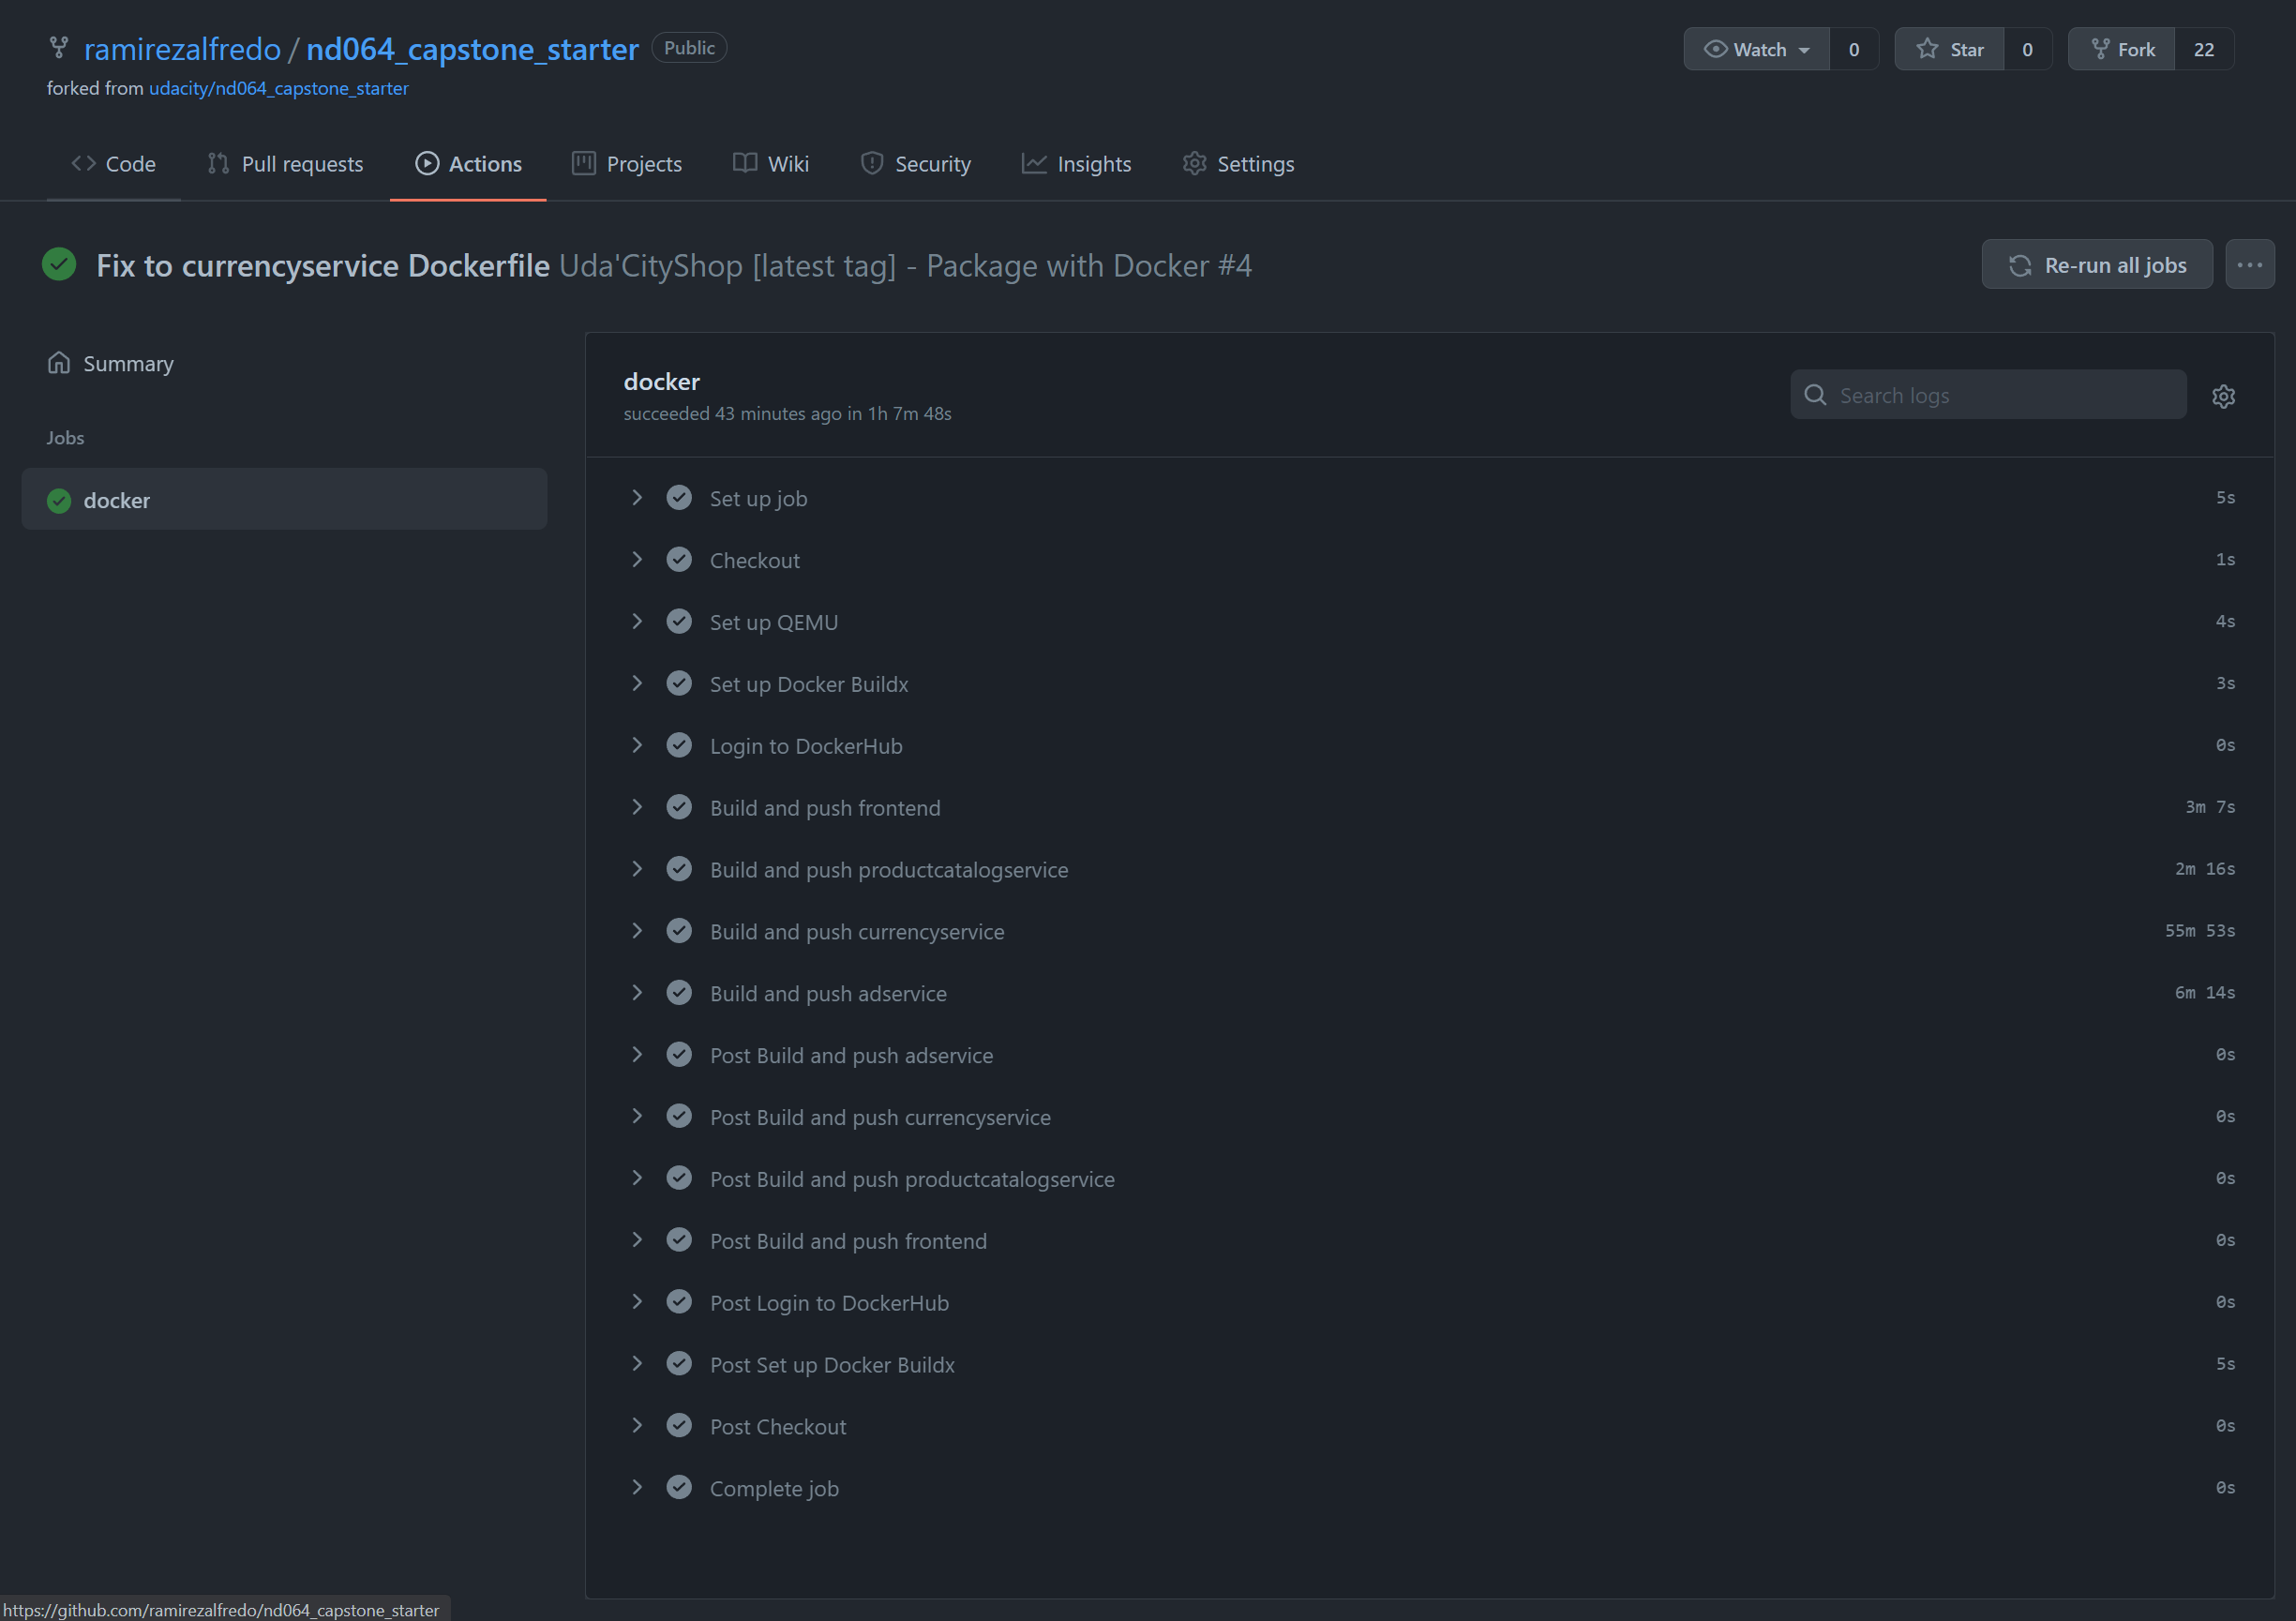 ramirezalfredo / nd064_capstone_starter Public
Watch 0 Star 0 Fork 22
forked from udacity/nd064_capstone_starter
Code Pull requests Actions Projects Wiki Security Insights Settings
Fix to currencyservice Dockerfile Uda'CityShop [latest tag] - Package with Docker #4
Re-run all jobs
Summary
Jobs
docker
docker
succeeded 43 minutes ago in 1h 7m 48s
Search logs
Set up job 5s
Checkout 1s
Set up QEMU 4s
Set up Docker Buildx 3s
Login to DockerHub 0s
Build and push frontend 3m 7s
Build and push productcatalogservice 2m 16s
Build and push currencyservice 55m 53s
Build and push adservice 6m 14s
Post Build and push adservice 0s
Post Build and push currencyservice 0s
Post Build and push productcatalogservice 0s
Post Build and push frontend 0s
Post Login to DockerHub 0s
Post Set up Docker Buildx 5s
Post Checkout 0s
Complete job 0s
https://github.com/ramirezalfredo/nd064_capstone_starter